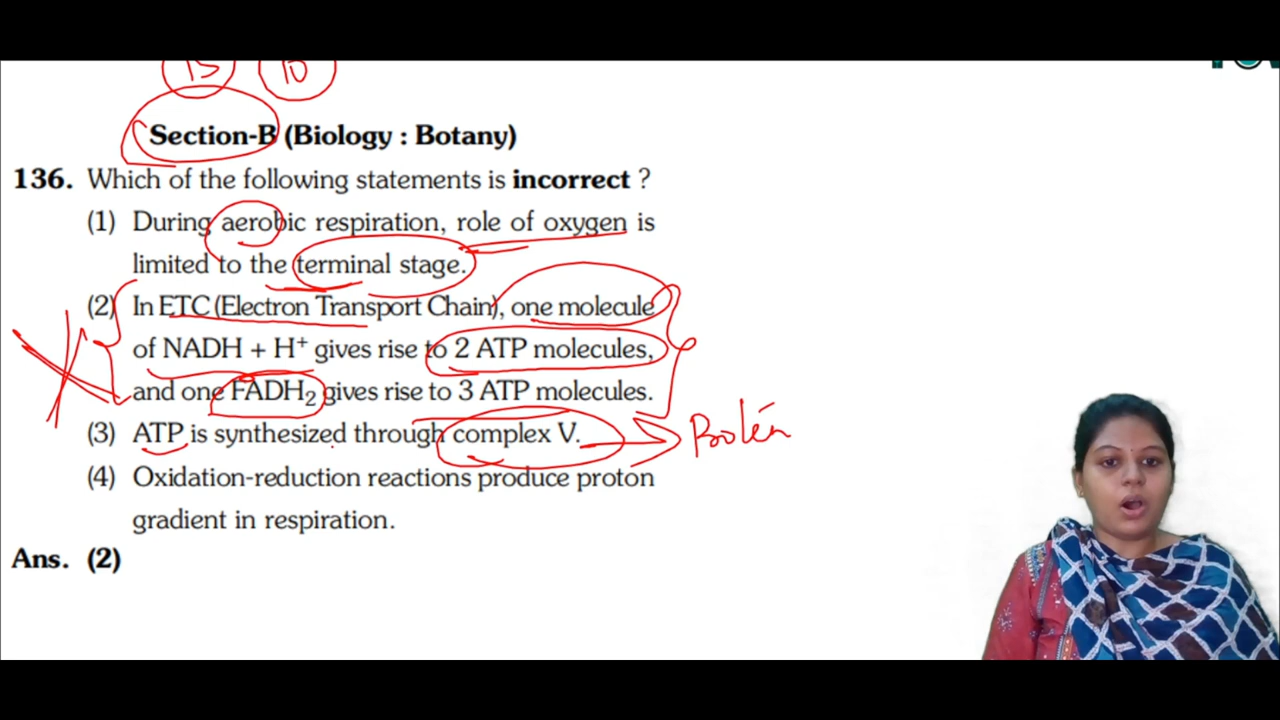 15 10
Section-B (Biology : Botany)
136. Which of the following statements is incorrect ?
(1) During aerobic respiration, role of oxygen is
limited to the terminal stage.
(2) In ETC (Electron Transport Chain), one molecule
of NADH + H⁺ gives rise to 2 ATP molecules,
and one FADH₂ gives rise to 3 ATP molecules.
(3) ATP is synthesized through complex V.
(4) Oxidation-reduction reactions produce proton
gradient in respiration.
Ans. (2)